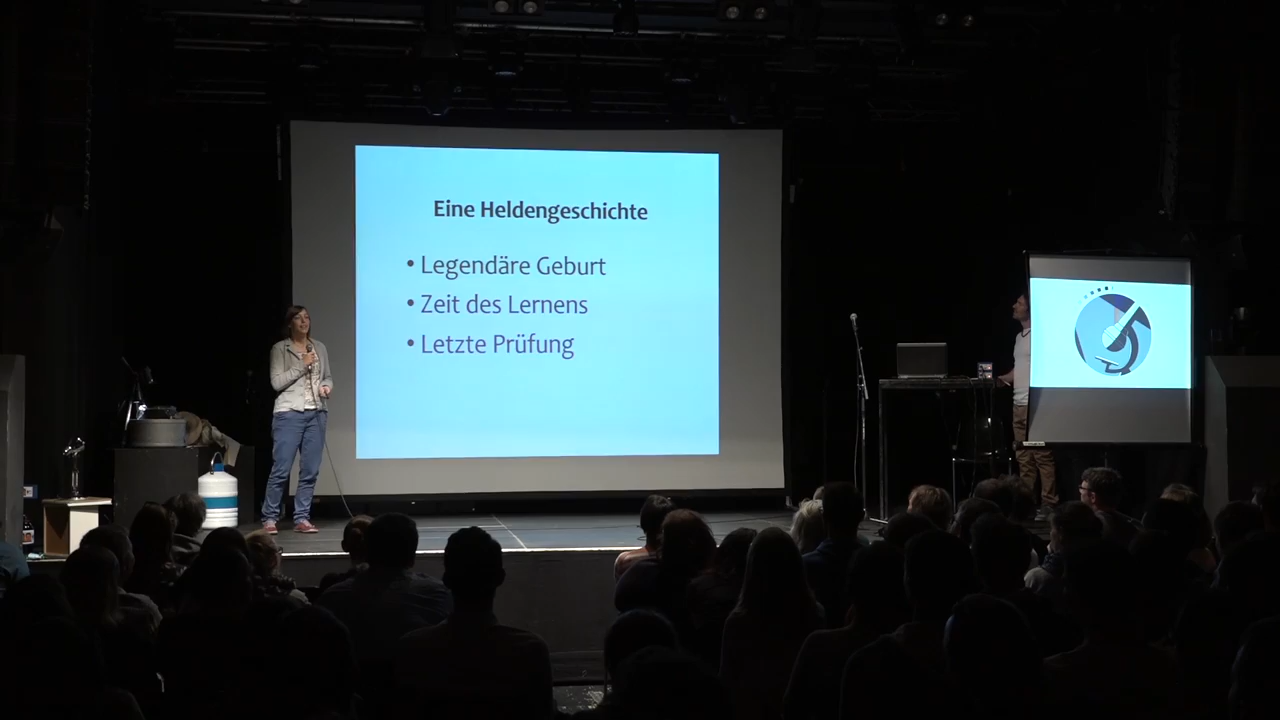 Eine Heldengeschichte
• Legendäre Geburt
• Zeit des Lernens
• Letzte Prüfung